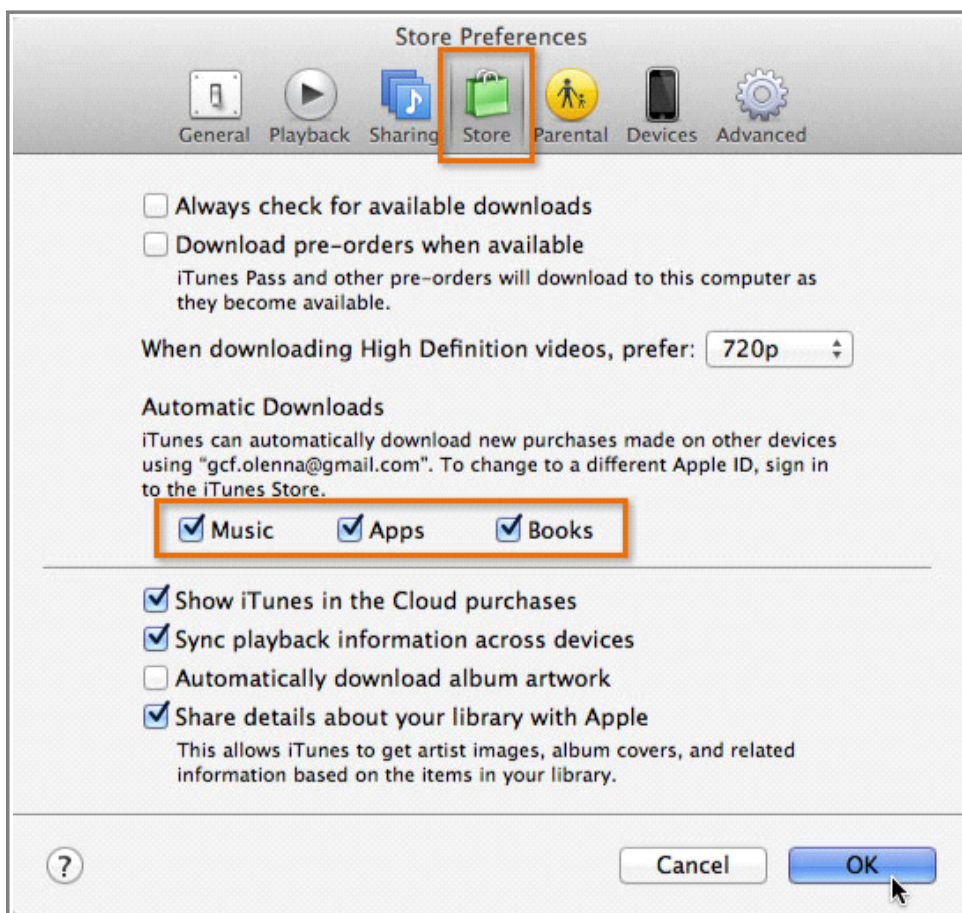 Store Preferences
General Playback Sharing Store Parental Devices Advanced
Always check for available downloads
Download pre-orders when available
iTunes Pass and other pre-orders will download to this computer as
they become available.
When downloading High Definition videos, prefer: 720p
Automatic Downloads
iTunes can automatically download new purchases made on other devices
using “gcf.olenna@gmail.com”. To change to a different Apple ID, sign in
to the iTunes Store.
Music Apps Books
Show iTunes in the Cloud purchases
Sync playback information across devices
Automatically download album artwork
Share details about your library with Apple
This allows iTunes to get artist images, album covers, and related
information based on the items in your library.
? Cancel OK